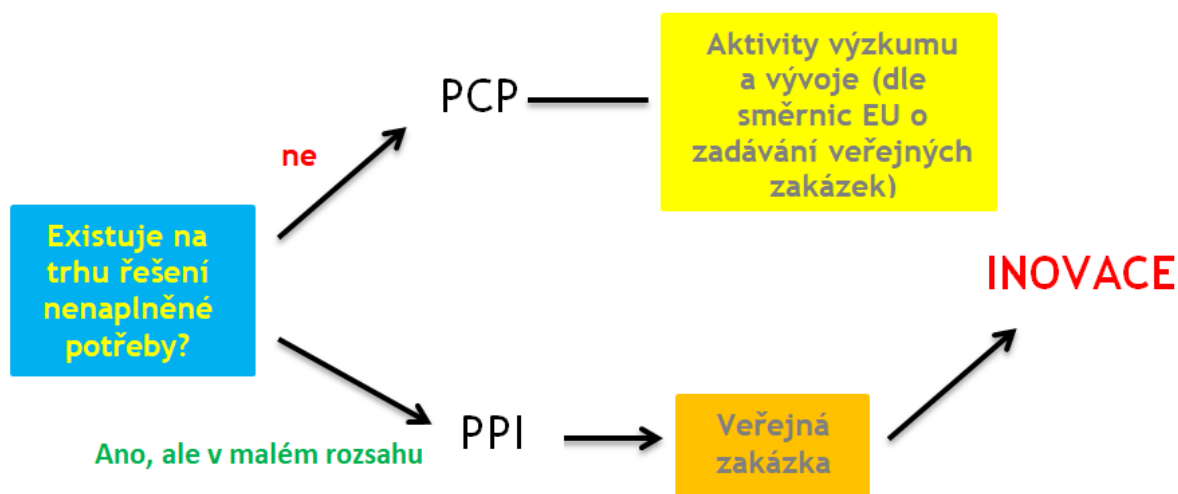 Existuje na
trhu řešení
nenaplněné
potřeby?
ne
PCP
Aktivity výzkumu
a vývoje (dle
směrnic EU o
zadávání veřejných
zakázek)
Ano, ale v malém rozsahu
PPI
Veřejná
zakázka
INOVACE